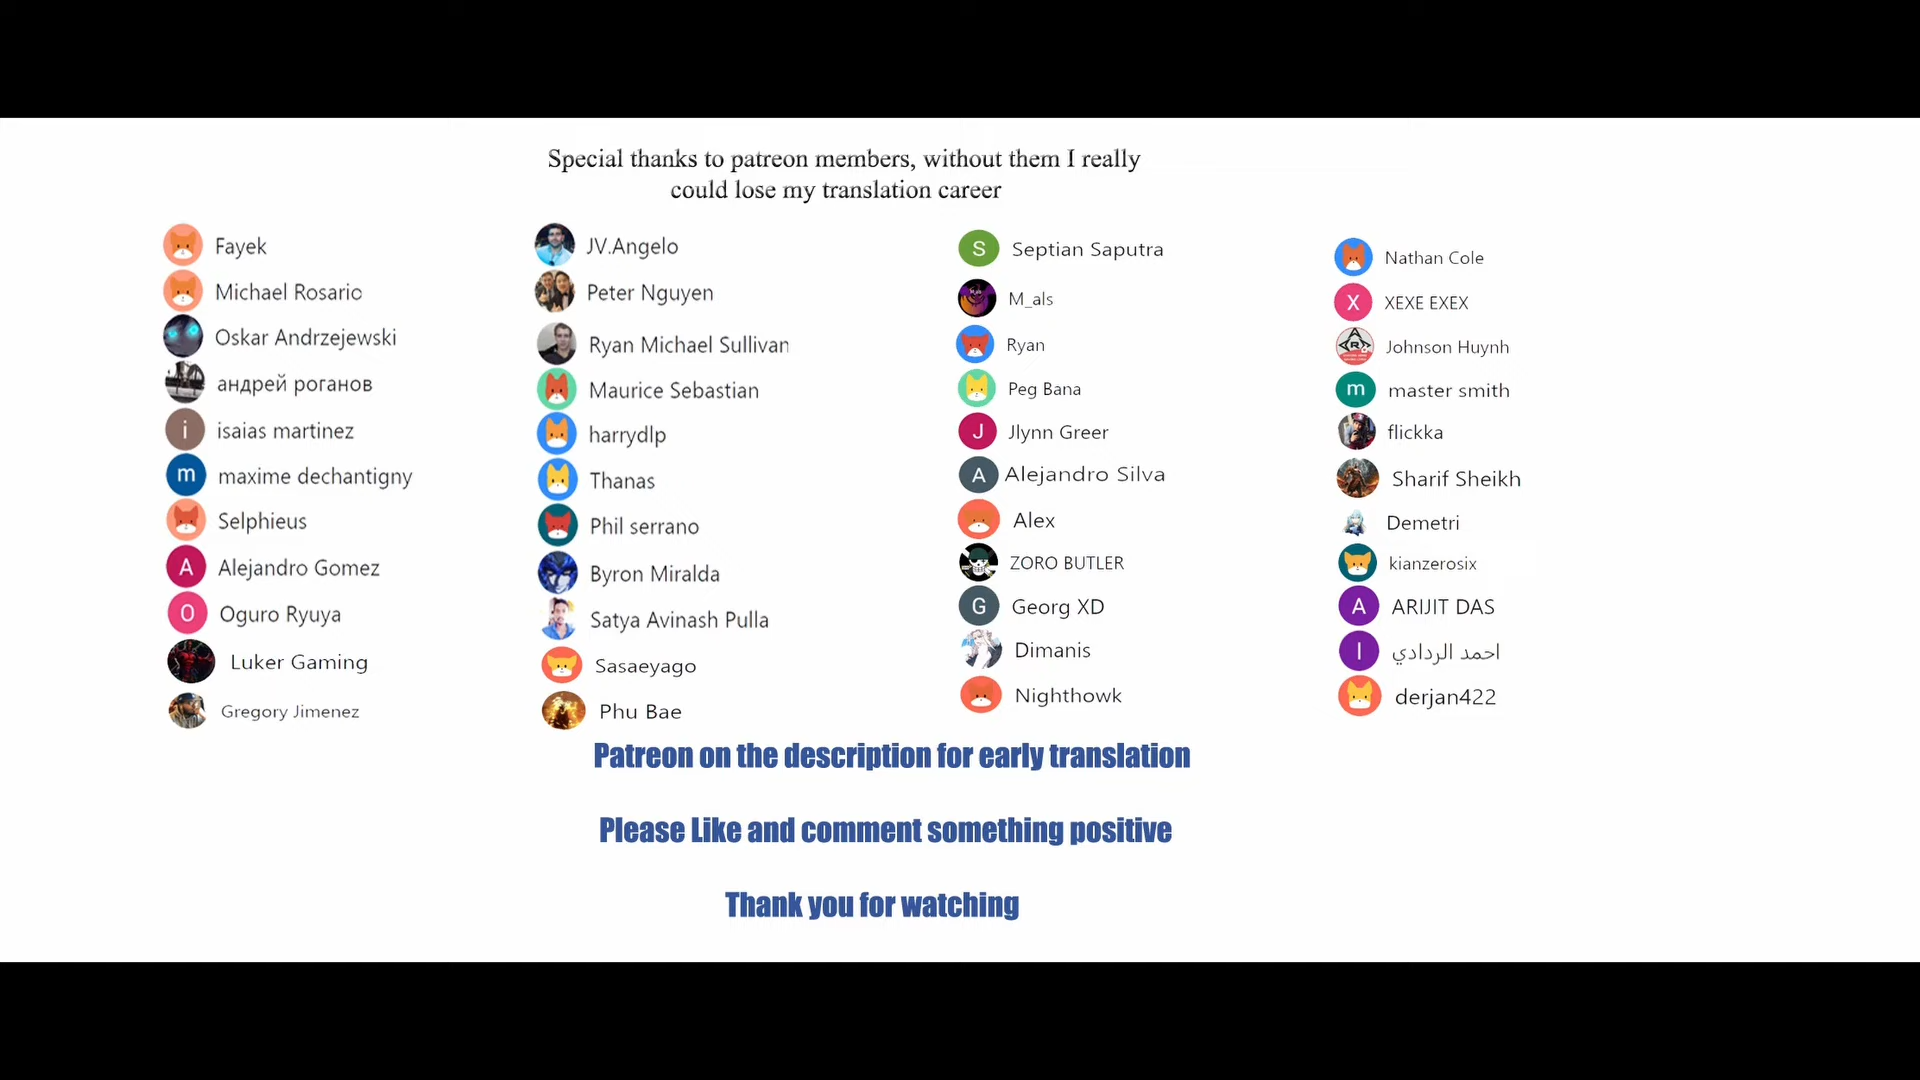 Special thanks to patreon members, without them I really
could lose my translation career
Fayek
Michael Rosario
Oskar Andrzejewski
андрей роганов
i isaias martinez
m maxime dechantigny
Selphieus
A Alejandro Gomez
O Oguro Ryuya
Luker Gaming
Gregory Jimenez
JV.Angelo
Peter Nguyen
Ryan Michael Sullivan
Maurice Sebastian
harrydlp
Thanas
Phil serrano
Byron Miralda
Satya Avinash Pulla
Sasaeyago
Phu Bae
S Septian Saputra
M_als
Ryan
Peg Bana
J Jlynn Greer
A Alejandro Silva
Alex
ZORO BUTLER
G Georg XD
Dimanis
Nighthowk
Nathan Cole
X XEXE EXEX
Johnson Huynh
m master smith
flickka
Sharif Sheikh
Demetri
kianzerosix
A ARIJIT DAS
I احمد الردادي
derjan422
Patreon on the description for early translation
Please Like and comment something positive
Thank you for watching